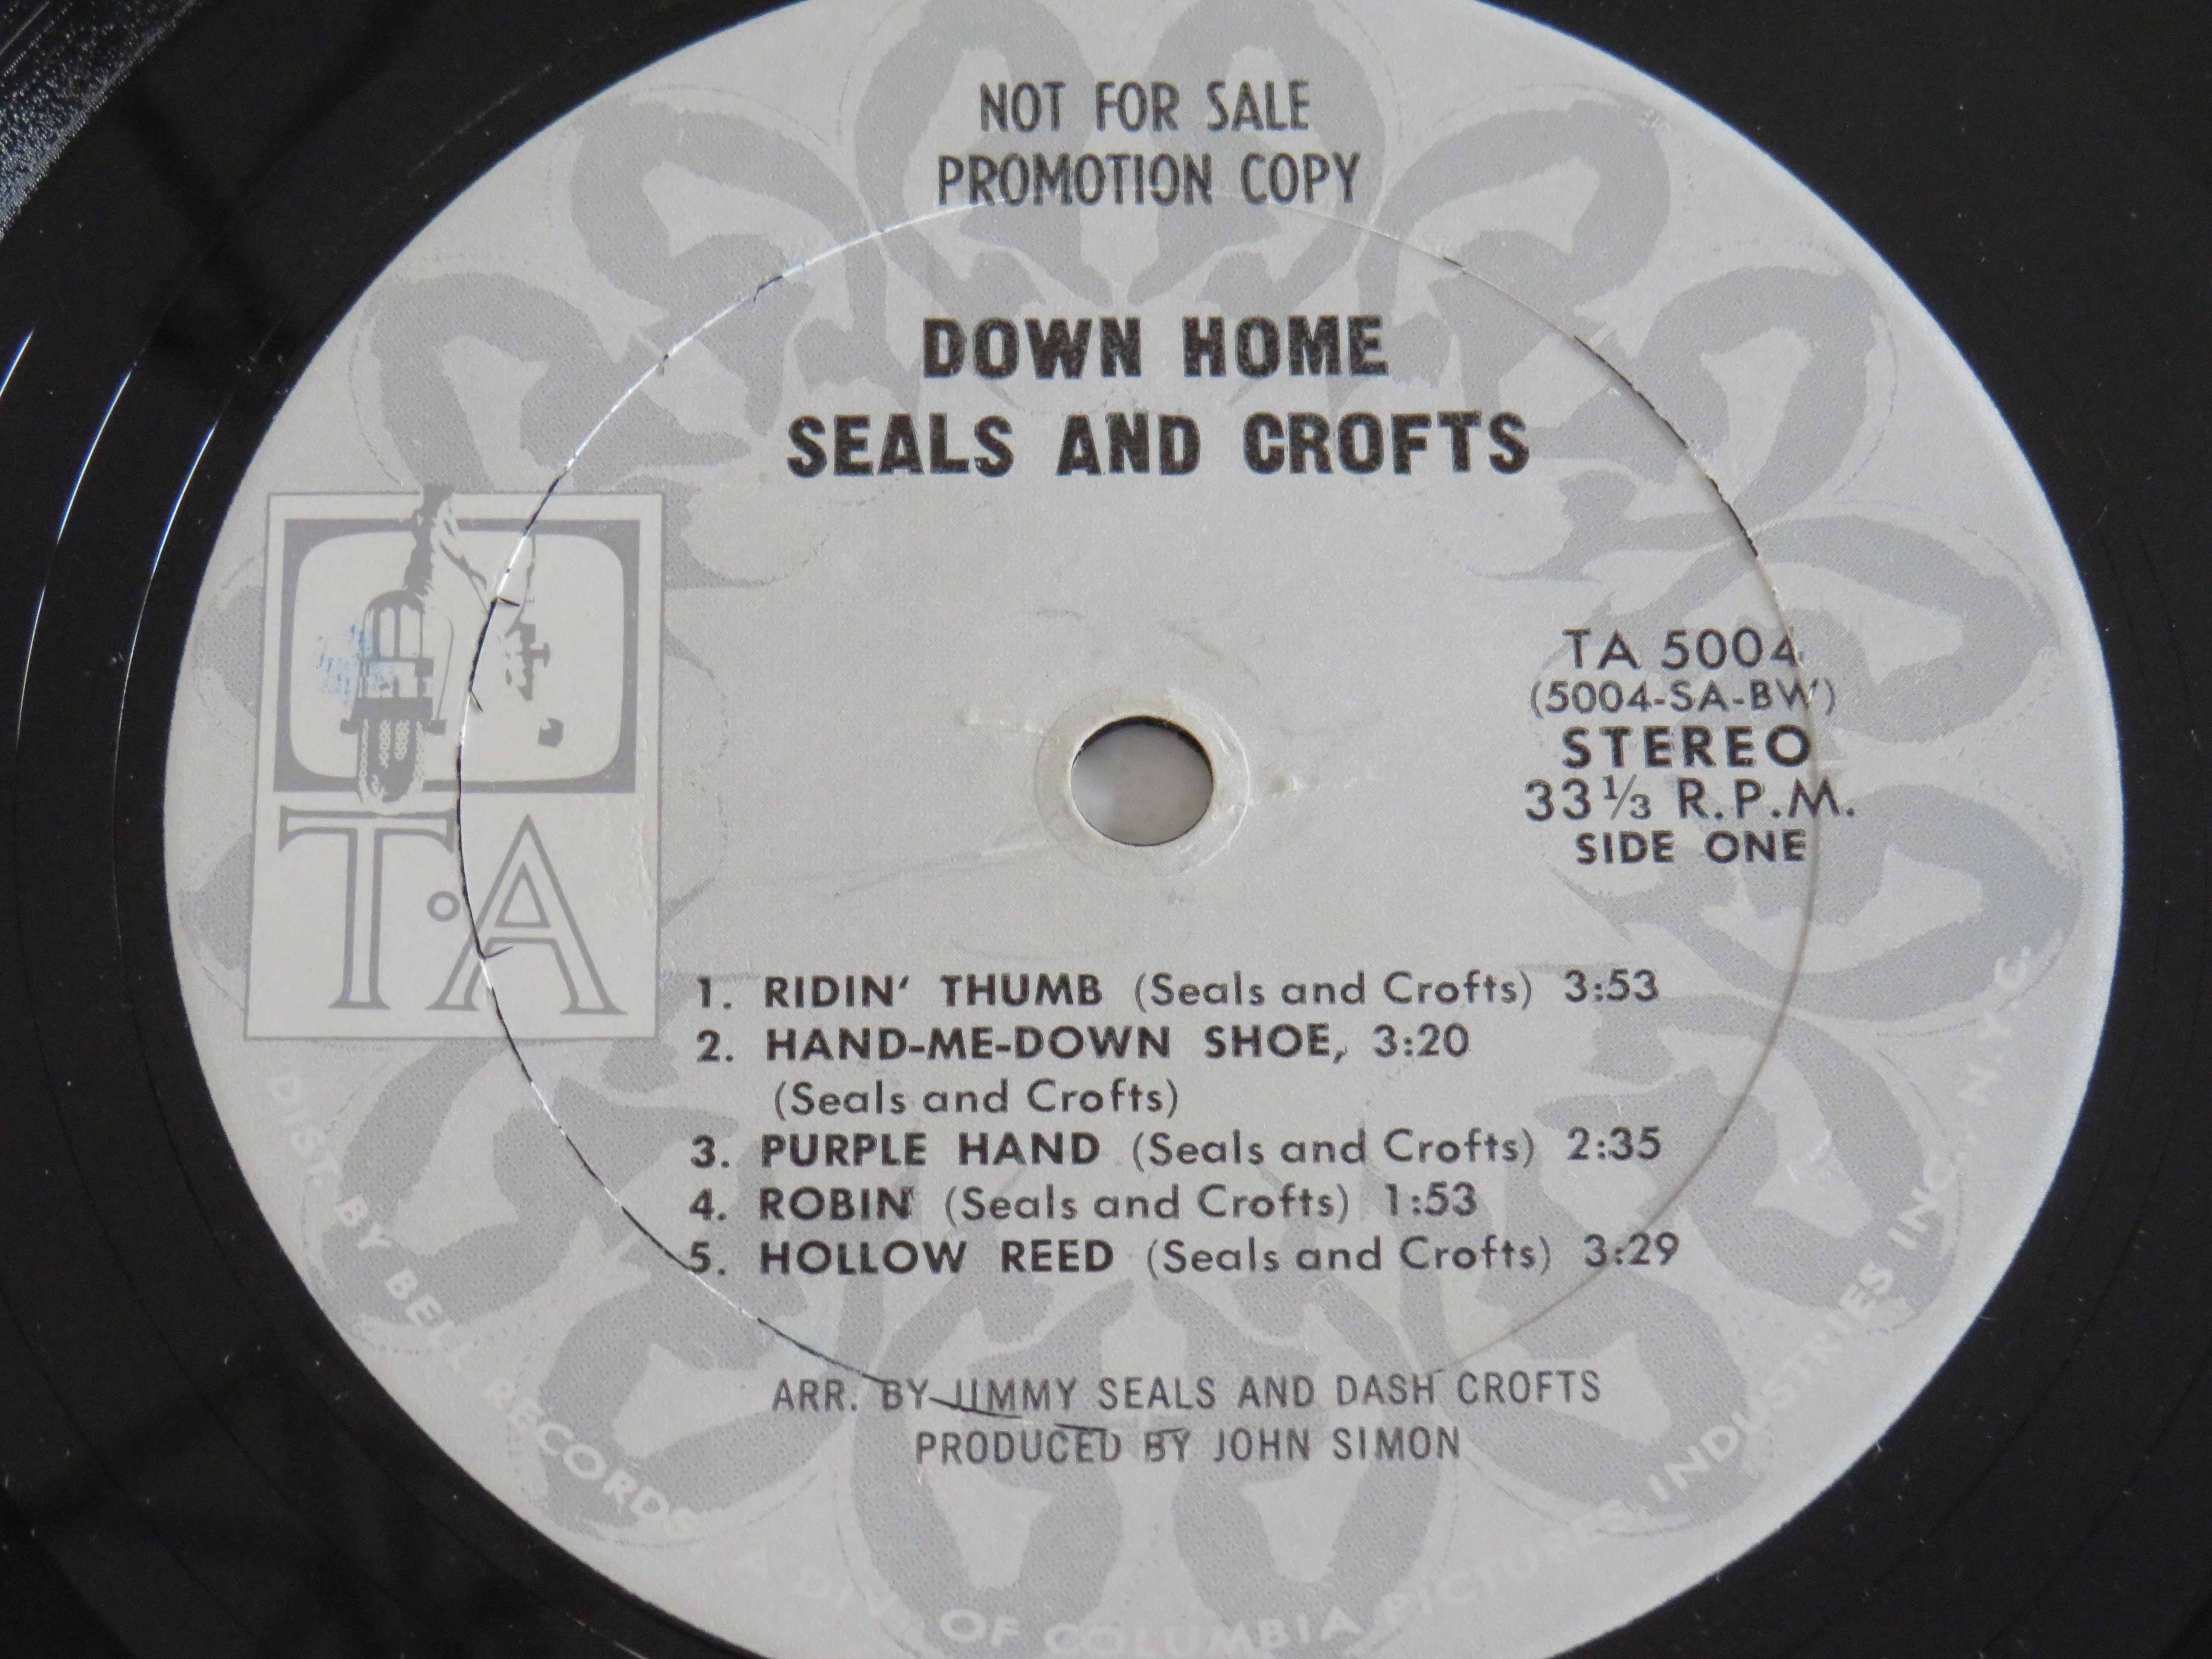 NOT FOR SALE
PROMOTION COPY
DOWN HOME
SEALS AND CROFTS
T·A
TA 5004
(5004-SA-BW)
STEREO
33⅓ R.P.M.
SIDE ONE
1. RIDIN' THUMB (Seals and Crofts) 3:53
2. HAND-ME-DOWN SHOE, 3:20
(Seals and Crofts)
3. PURPLE HAND (Seals and Crofts) 2:35
4. ROBIN (Seals and Crofts) 1:53
5. HOLLOW REED (Seals and Crofts) 3:29
ARR. BY JIMMY SEALS AND DASH CROFTS
PRODUCED BY JOHN SIMON
DIST. BY BELL RECORDS, A DIV. OF COLUMBIA PICTURES INDUSTRIES INC., N.Y.C.